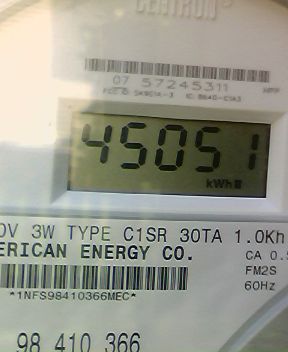 CENTRON
07 57245311
45051
kWh
0V 3W TYPE C1SR 30TA 1.0Kh
ERICAN ENERGY CO.
CA 0.5
FM2S
60Hz
*1NFS98410366MEC*
98 410 366